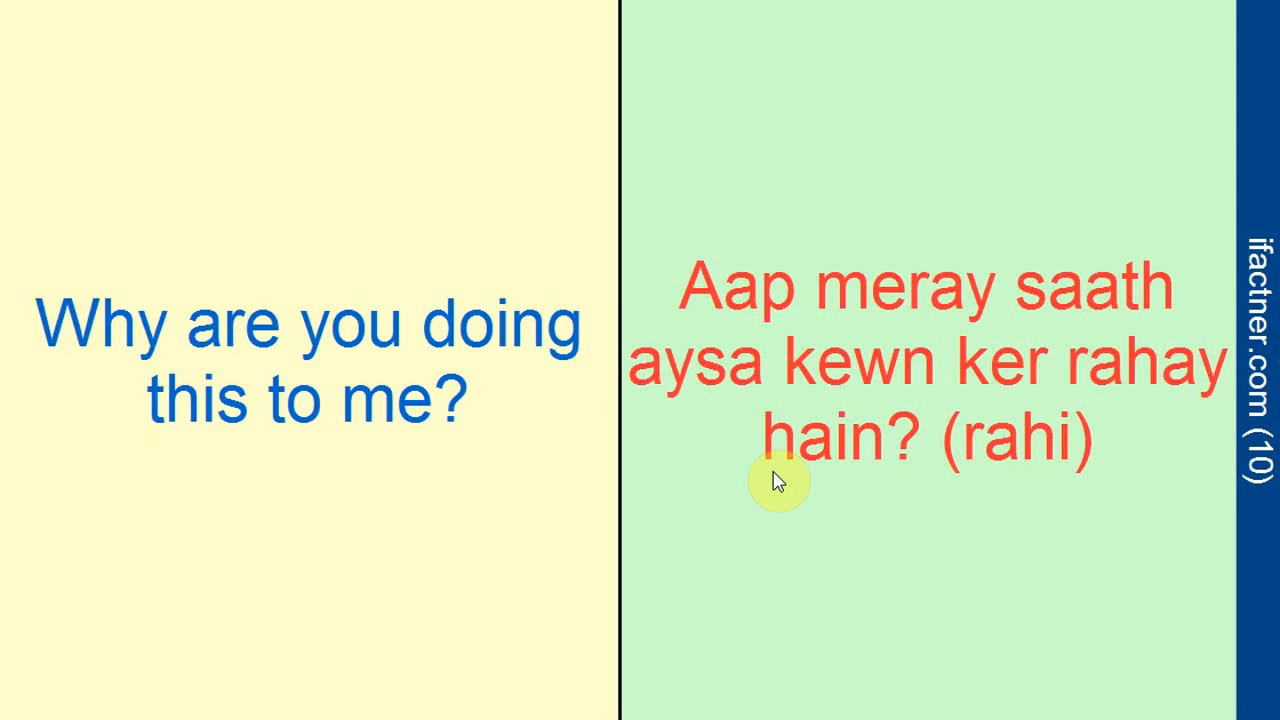 Why are you doing
this to me?
Aap meray saath
aysa kewn ker rahay
hain? (rahi)
ifactner.com (10)